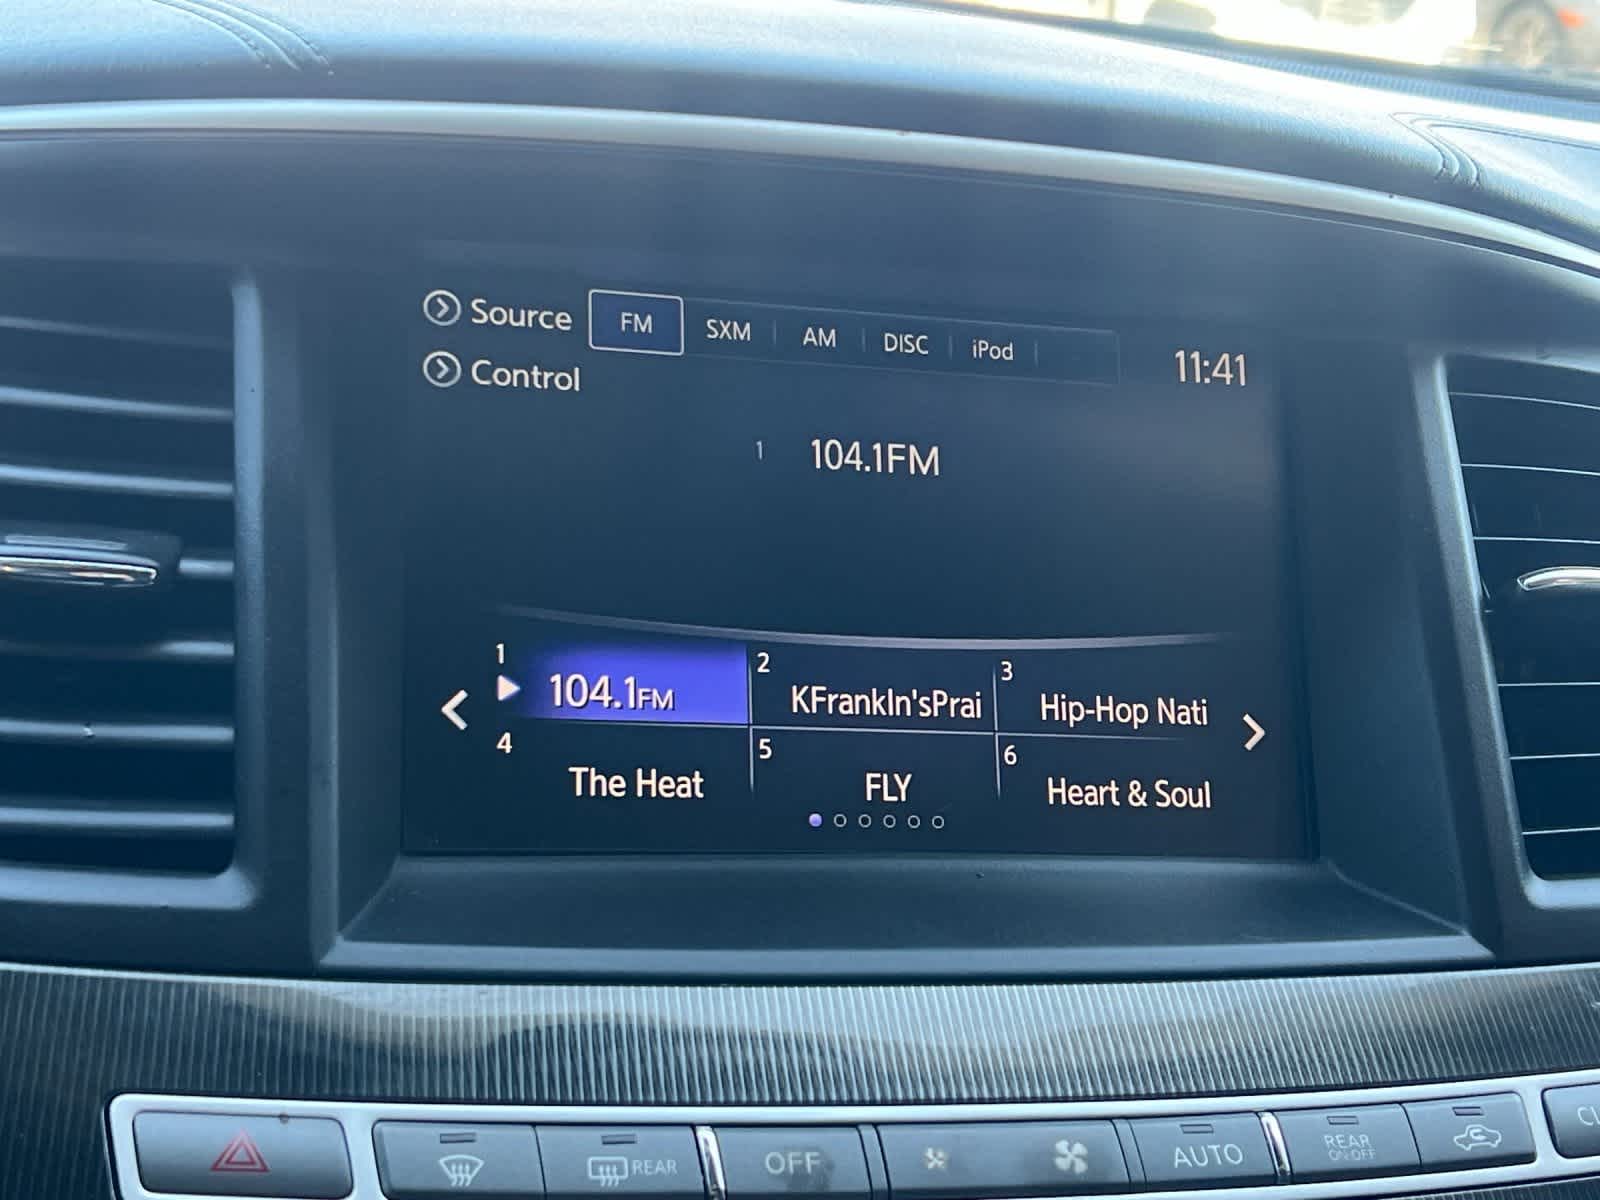 Source FM SXM AM DISC iPod 11:41
Control
1 104.1FM
1 104.1FM 2 KFrankln'sPrai 3 Hip-Hop Nati
4 The Heat 5 FLY 6 Heart & Soul
REAR OFF AUTO REAR ON·OFF